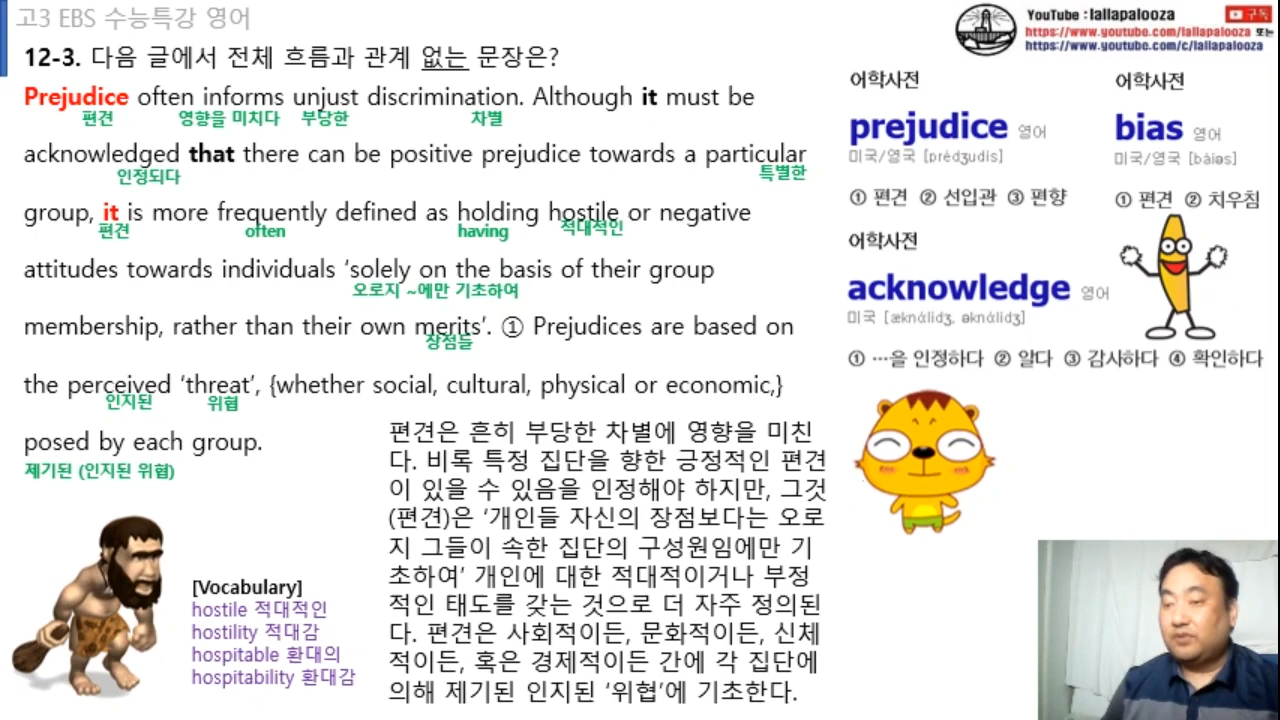 고3 EBS 수능특강 영어
12-3. 다음 글에서 전체 흐름과 관계 없는 문장은?
Prejudice often informs unjust discrimination. Although it must be
편견 영향을 미치다 부당한 차별
acknowledged that there can be positive prejudice towards a particular
인정되다 특별한
group, it is more frequently defined as holding hostile or negative
편견 often having 적대적인
attitudes towards individuals ‘solely on the basis of their group
오로지 ~에만 기초하여
membership, rather than their own merits’. ① Prejudices are based on
장점들
the perceived ‘threat’, {whether social, cultural, physical or economic,}
인지된 위협
posed by each group.
제기된 (인지된 위협)
편견은 흔히 부당한 차별에 영향을 미친
다. 비록 특정 집단을 향한 긍정적인 편견
이 있을 수 있음을 인정해야 하지만, 그것
(편견)은 ‘개인들 자신의 장점보다는 오로
지 그들이 속한 집단의 구성원임에만 기
초하여’ 개인에 대한 적대적이거나 부정
적인 태도를 갖는 것으로 더 자주 정의된
다. 편견은 사회적이든, 문화적이든, 신체
적이든, 혹은 경제적이든 간에 각 집단에
의해 제기된 인지된 ‘위협’에 기초한다.
[Vocabulary]
hostile 적대적인
hostility 적대감
hospitable 환대의
hospitability 환대감
YouTube : lallapalooza
구독
https://www.youtube.com/lallapalooza 또는
https://www.youtube.com/c/lallapalooza
어학사전
prejudice 영어
미국/영국 [prédʒudis]
① 편견 ② 선입관 ③ 편향
어학사전
bias 영어
미국/영국 [báiəs]
① 편견 ② 치우침
어학사전
acknowledge 영어
미국 [æknάlidʒ, əknάlidʒ]
① …을 인정하다 ② 알다 ③ 감사하다 ④ 확인하다